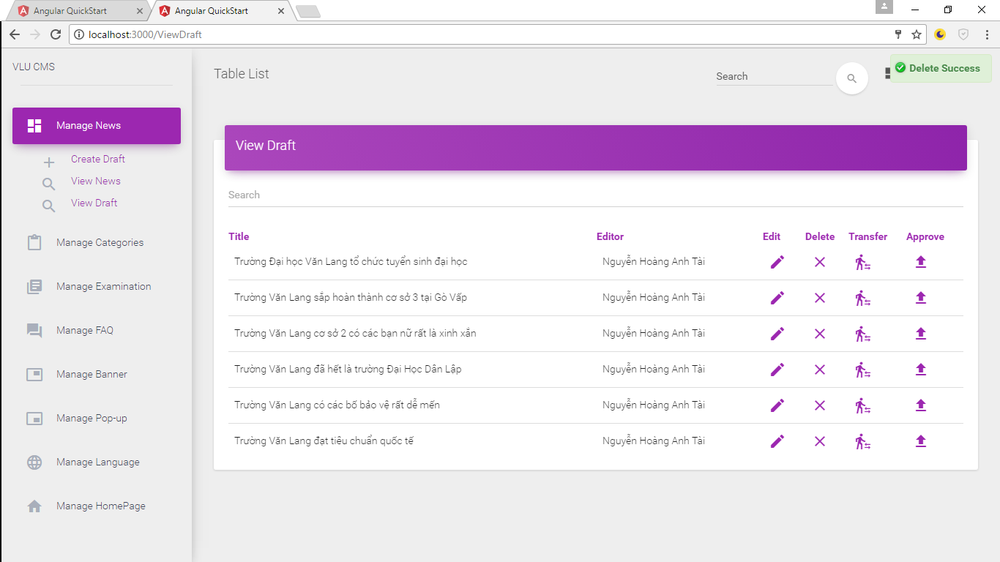 Angular QuickStart
Angular QuickStart
localhost:3000/ViewDraft
VLU CMS
Table List
Search
Delete Success
Manage News
Create Draft
View News
View Draft
Manage Categories
Manage Examination
Manage FAQ
Manage Banner
Manage Pop-up
Manage Language
Manage HomePage
View Draft
Search
Title Editor Edit Delete Transfer Approve
Trường Đại học Văn Lang tổ chức tuyển sinh đại học Nguyễn Hoàng Anh Tài
Trường Văn Lang sắp hoàn thành cơ sở 3 tại Gò Vấp Nguyễn Hoàng Anh Tài
Trường Văn Lang cơ sở 2 có các bạn nữ rất là xinh xắn Nguyễn Hoàng Anh Tài
Trường Văn Lang đã hết là trường Đại Học Dân Lập Nguyễn Hoàng Anh Tài
Trường Văn Lang có các bố bảo vệ rất dễ mến Nguyễn Hoàng Anh Tài
Trường Văn Lang đạt tiêu chuẩn quốc tế Nguyễn Hoàng Anh Tài